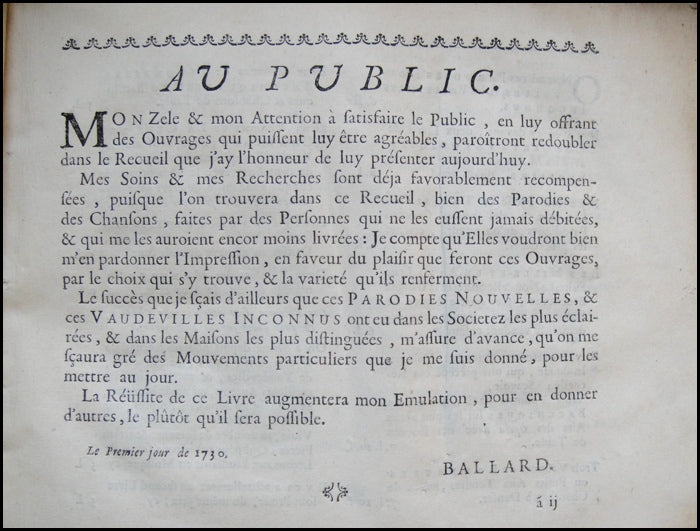 AU PUBLIC.
MON Zele & mon Attention à ſatisfaire le Public, en luy offrant
des Ouvrages qui puiſſent luy être agréables, paroîtront redoubler
dans le Recueil que j'ay l'honneur de luy préſenter aujourd'huy.
Mes Soins & mes Recherches ſont déja favorablement recompen-
ſées, puiſque l'on trouvera dans ce Recueil, bien des Parodies &
des Chanſons, faites par des Perſonnes qui ne les euſſent jamais débitées,
& qui me les auroient encor moins livrées : Je compte qu'Elles voudront bien
m'en pardonner l'Impreſſion, en faveur du plaiſir que feront ces Ouvrages,
par le choix qui s'y trouve, & la varieté qu'ils renferment.
Le ſuccès que je ſçais d'ailleurs que ces PARODIES NOUVELLES, &
ces VAUDEVILLES INCONNUS ont eu dans les Societez les plus éclai-
rées, & dans les Maiſons les plus diſtinguées, m'aſſure d'avance, qu'on me
ſçaura gré des Mouvements particuliers que je me ſuis donné, pour les
mettre au jour.
La Réüſſite de ce Livre augmentera mon Emulation, pour en donner
d'autres, le plûtôt qu'il ſera poſſible.
Le Premier jour de 1730.
BALLARD.
á ij